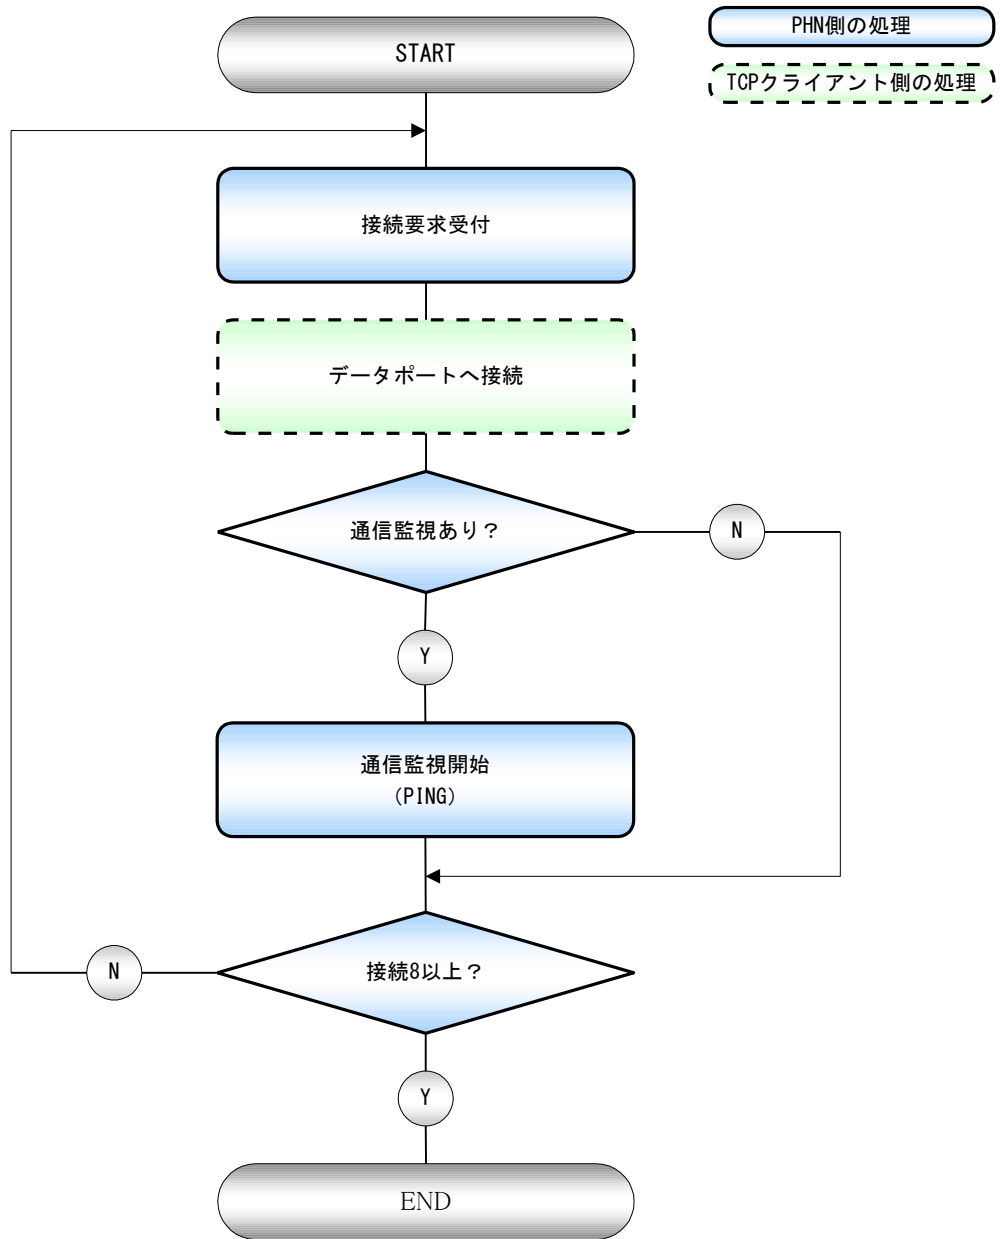 START
PHN側の処理
TCPクライアント側の処理
接続要求受付
データポートへ接続
通信監視あり？
N
Y
通信監視開始
(PING)
接続8以上？
N
Y
END